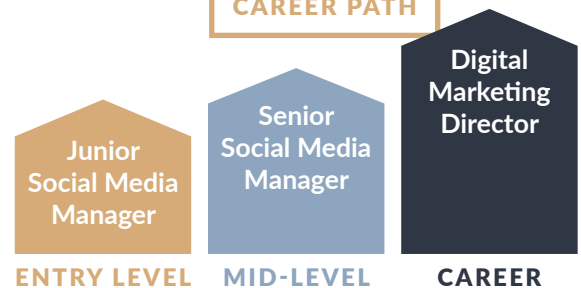 CAREER PATH
Junior
Social Media
Manager
Senior
Social Media
Manager
Digital
Marketing
Director
ENTRY LEVEL
MID-LEVEL
CAREER